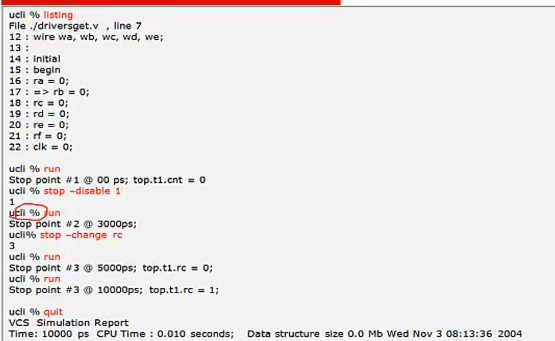 ucli % listing
File ./driversget.v , line 7
12 : wire wa, wb, wc, wd, we;
13 :
14 : initial
15 : begin
16 : ra = 0;
17 : => rb = 0;
18 : rc = 0;
19 : rd = 0;
20 : re = 0;
21 : rf = 0;
22 : clk = 0;
ucli % run
Stop point #1 @ 00 ps; top.t1.cnt = 0
ucli % stop –disable 1
1
ucli % run
Stop point #2 @ 3000ps;
ucli% stop –change rc
3
ucli % run
Stop point #3 @ 5000ps; top.t1.rc = 0;
ucli % run
Stop point #3 @ 10000ps; top.t1.rc = 1;
ucli % quit
VCS Simulation Report
Time: 10000 ps CPU Time : 0.010 seconds; Data structure size 0.0 Mb Wed Nov 3 08:13:36 2004